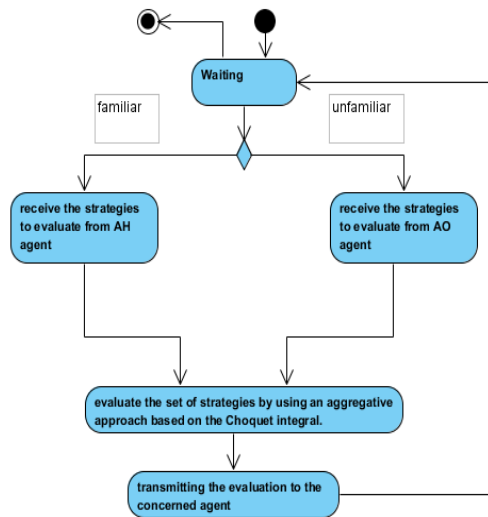 Waiting
familiar
unfamiliar
receive the strategies
to evaluate from AH
agent
receive the strategies
to evaluate from AO
agent
evaluate the set of strategies by using an aggregative
approach based on the Choquet integral.
transmitting the evaluation to the
concerned agent